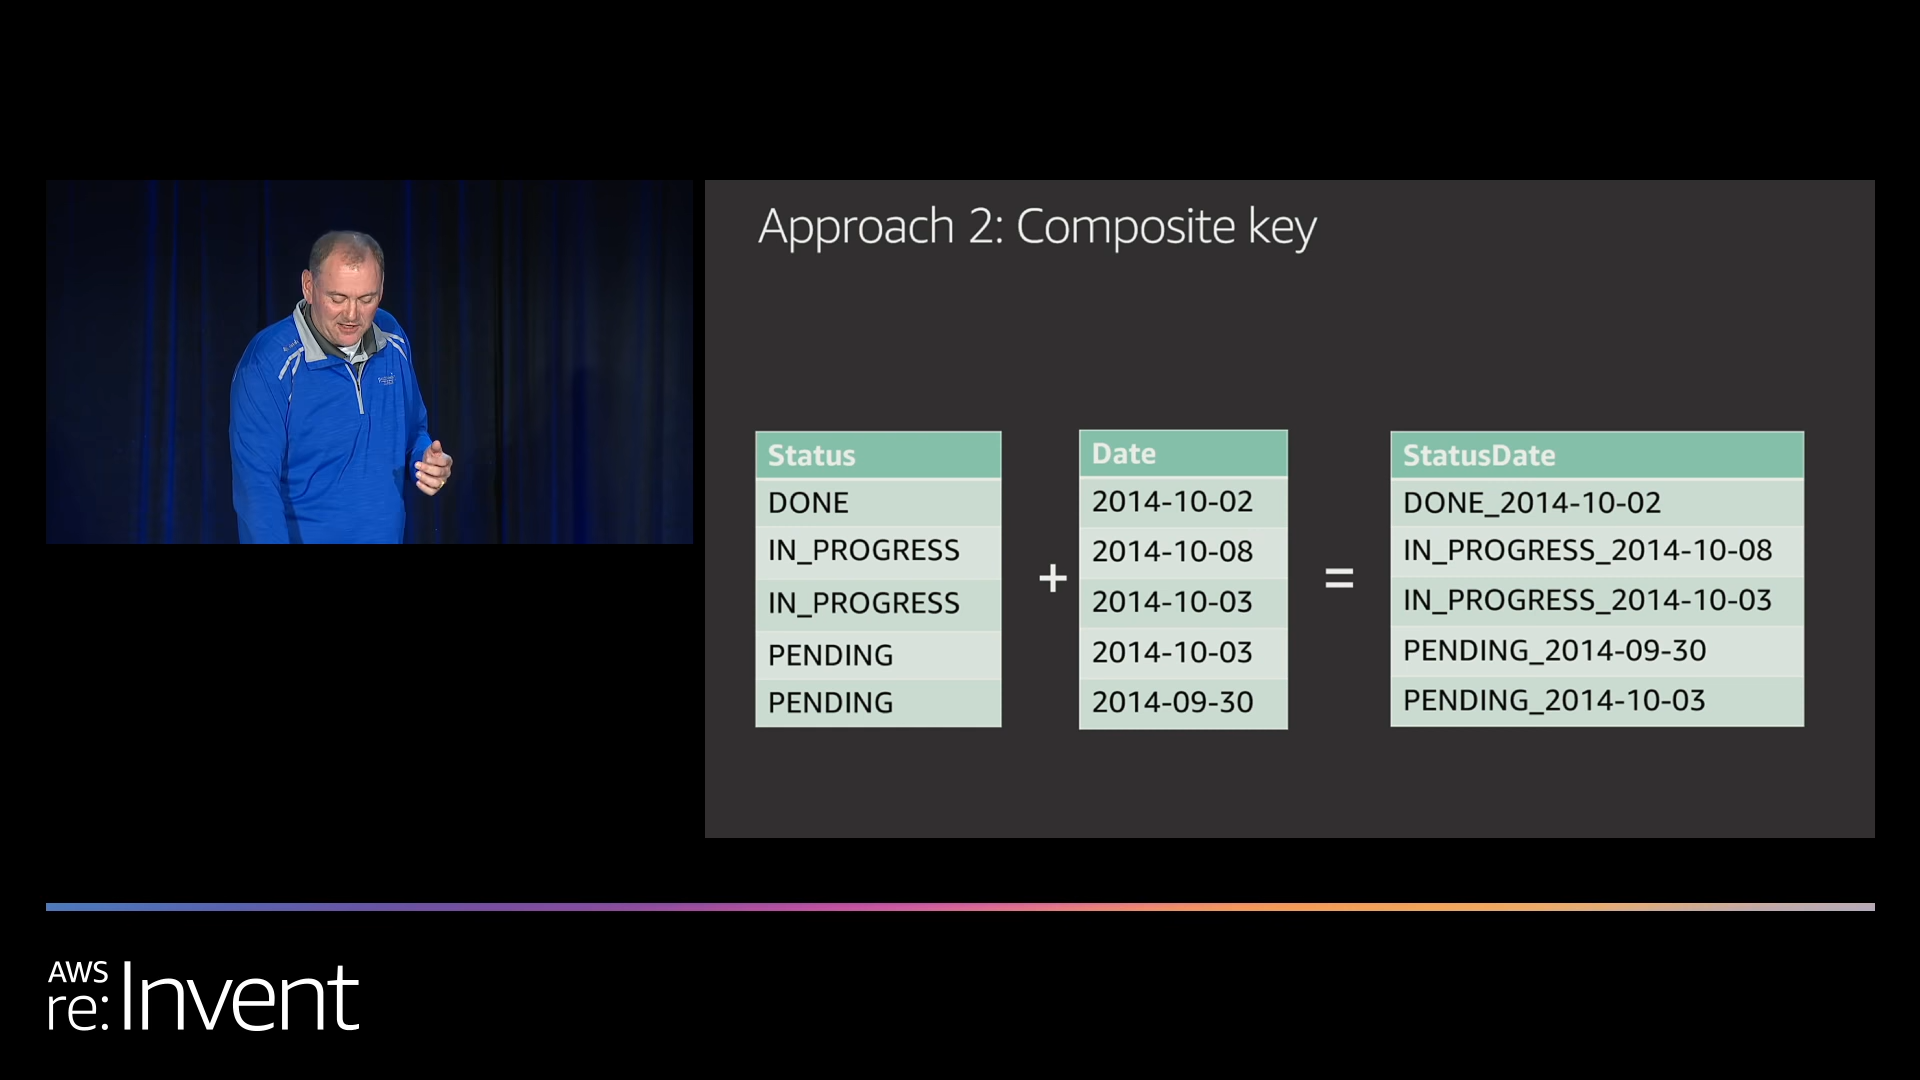 Approach 2: Composite key
Status
DONE
IN_PROGRESS
IN_PROGRESS
PENDING
PENDING
+
Date
2014-10-02
2014-10-08
2014-10-03
2014-10-03
2014-09-30
=
StatusDate
DONE_2014-10-02
IN_PROGRESS_2014-10-08
IN_PROGRESS_2014-10-03
PENDING_2014-09-30
PENDING_2014-10-03
AWS
re:Invent